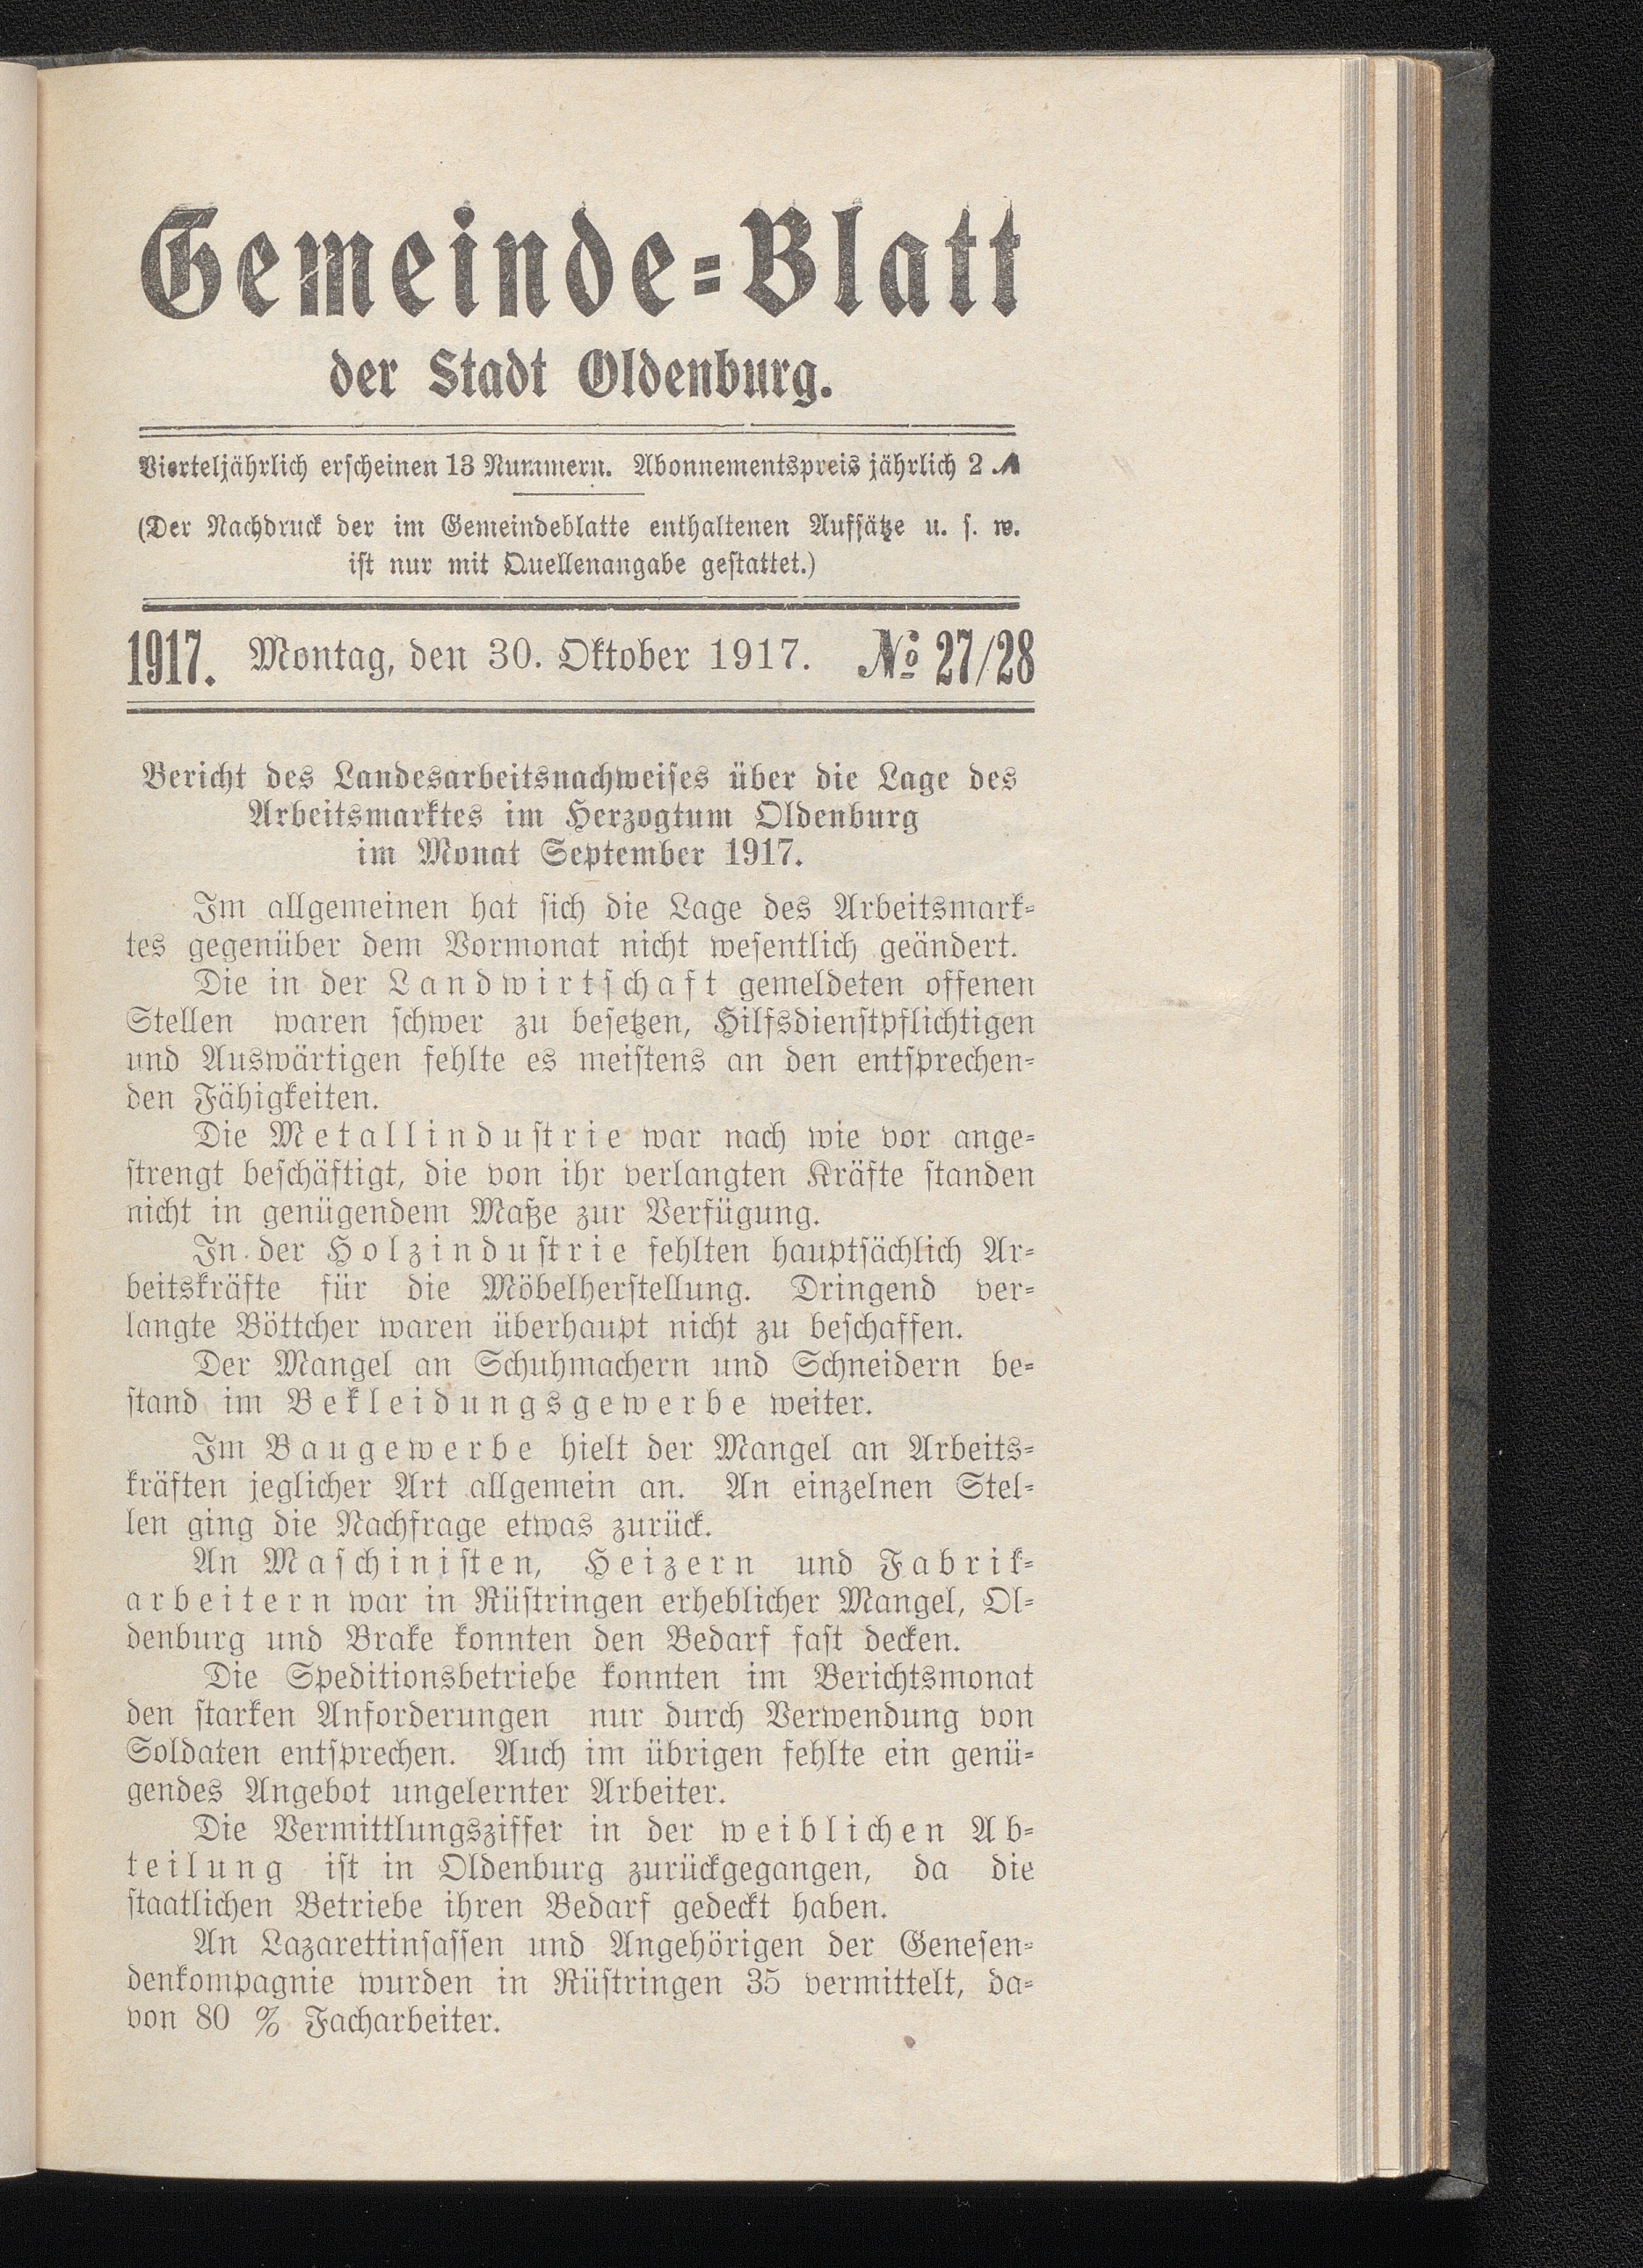 Gemeinde=Blatt
der Stadt Oldenburg.
Vierteljährlich erscheinen 13 Nummern. Abonnementspreis jährlich 2 ℳ
(Der Nachdruck der im Gemeindeblatte enthaltenen Aufsätze u. s. w.
ist nur mit Quellenangabe gestattet.)
1917. Montag, den 30. Oktober 1917. № 27/28
Bericht des Landesarbeitsnachweises über die Lage des
Arbeitsmarktes im Herzogtum Oldenburg
im Monat September 1917.
Im allgemeinen hat sich die Lage des Arbeitsmark=
tes gegenüber dem Vormonat nicht wesentlich geändert.
Die in der Landwirtschaft gemeldeten offenen
Stellen waren schwer zu besetzen, Hilfsdienstpflichtigen
und Auswärtigen fehlte es meistens an den entsprechen=
den Fähigkeiten.
Die Metallindustrie war nach wie vor ange=
strengt beschäftigt, die von ihr verlangten Kräfte standen
nicht in genügendem Maße zur Verfügung.
In der Holzindustrie fehlten hauptsächlich Ar=
beitskräfte für die Möbelherstellung. Dringend ver=
langte Böttcher waren überhaupt nicht zu beschaffen.
Der Mangel an Schuhmachern und Schneidern be=
stand im Bekleidungsgewerbe weiter.
Im Baugewerbe hielt der Mangel an Arbeits=
kräften jeglicher Art allgemein an. An einzelnen Stel=
len ging die Nachfrage etwas zurück.
An Maschinisten, Heizern und Fabrik=
arbeitern war in Rüstringen erheblicher Mangel, Ol=
denburg und Brake konnten den Bedarf fast decken.
Die Speditionsbetriebe konnten im Berichtsmonat
den starken Anforderungen nur durch Verwendung von
Soldaten entsprechen. Auch im übrigen fehlte ein genü=
gendes Angebot ungelernter Arbeiter.
Die Vermittlungsziffer in der weiblichen Ab=
teilung ist in Oldenburg zurückgegangen, da die
staatlichen Betriebe ihren Bedarf gedeckt haben.
An Lazarettinsassen und Angehörigen der Genesen=
denkompagnie wurden in Rüstringen 35 vermittelt, da=
von 80 % Facharbeiter.